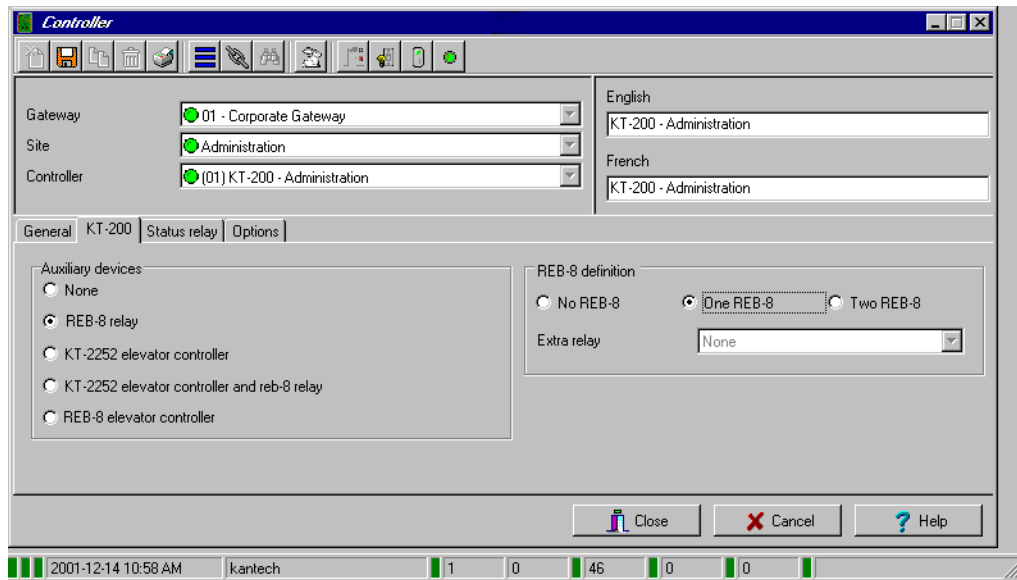 Controller
Gateway
01 - Corporate Gateway
Site
Administration
Controller
(01) KT-200 - Administration
English
KT-200 - Administration
French
KT-200 - Administration
General
KT-200
Status relay
Options
Auxiliary devices
None
REB-8 relay
KT-2252 elevator controller
KT-2252 elevator controller and reb-8 relay
REB-8 elevator controller
REB-8 definition
No REB-8
One REB-8
Two REB-8
Extra relay
None
Close
Cancel
Help
2001-12-14 10:58 AM
kantech
1
0
46
0
0